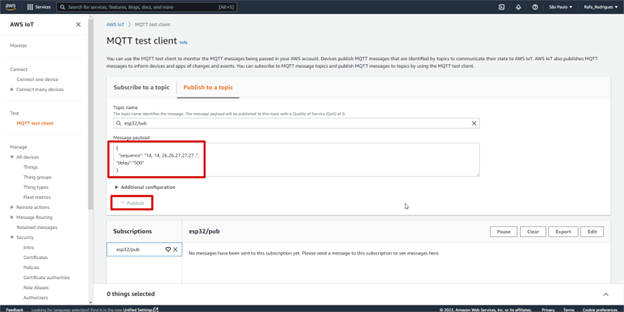 aws
Services
Search for services, features, blogs, docs, and more
[Alt+S]
São Paulo
Rafa_Rodrigues
AWS IoT
Monitor
Connect
Connect one device
Connect many devices
Test
MQTT test client
Manage
All devices
Things
Thing groups
Thing types
Fleet metrics
Remote actions
Message Routing
Retained messages
Security
Intro
Certificates
Policies
Certificate authorities
Role Aliases
Authorizers
AWS IoT > MQTT test client
MQTT test client Info
You can use the MQTT test client to monitor the MQTT messages being passed in your AWS account. Devices publish MQTT messages that are identified by topics to communicate their state to AWS IoT. AWS IoT also publishes MQTT
messages to inform devices and apps of changes and events. You can subscribe to MQTT message topics and publish MQTT messages to topics by using the MQTT test client.
Subscribe to a topic
Publish to a topic
Topic name
The topic name identifies the message. The message payload will be published to this topic with a Quality of Service (QoS) of 0.
esp32/sub
Message payload
{
"sequence": "14, 14, 26,26,27,27,27 ,",
"delay":"500"
}
Additional configuration
Publish
Subscriptions
esp32/pub
esp32/pub
Pause
Clear
Export
Edit
No messages have been sent to this subscription yet. Please send a message to this subscription to see messages here.
0 things selected
Feedback
Looking for language selection? Find it in the new Unified Settings
© 2023, Amazon Web Services, Inc. or its affiliates.
Privacy
Terms
Cookie preferences